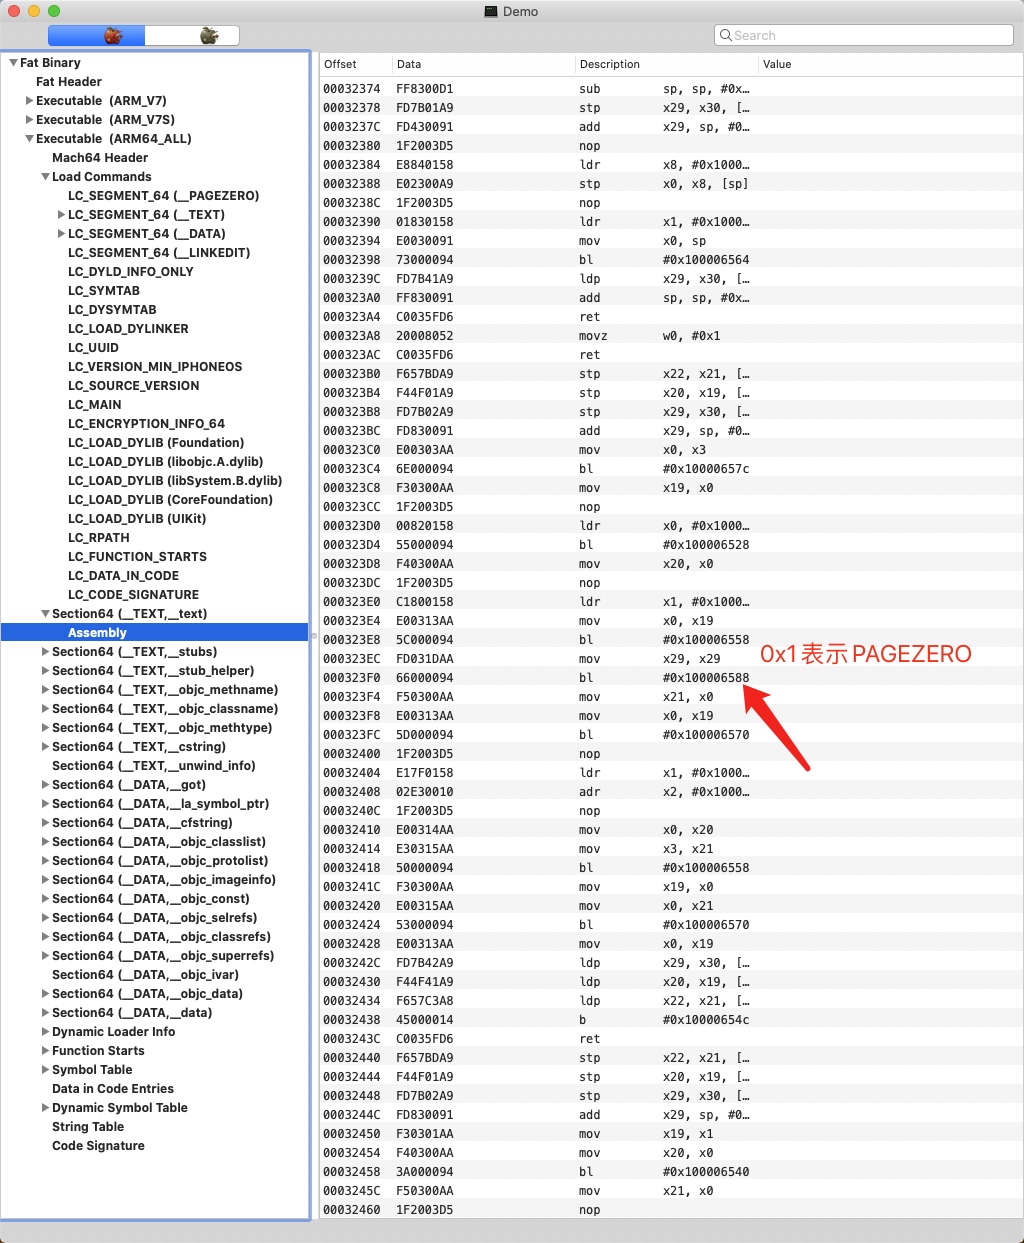 Demo
Search
Fat Binary
Fat Header
Executable (ARM_V7)
Executable (ARM_V7S)
Executable (ARM64_ALL)
Mach64 Header
Load Commands
LC_SEGMENT_64 (__PAGEZERO)
LC_SEGMENT_64 (__TEXT)
LC_SEGMENT_64 (__DATA)
LC_SEGMENT_64 (__LINKEDIT)
LC_DYLD_INFO_ONLY
LC_SYMTAB
LC_DYSYMTAB
LC_LOAD_DYLINKER
LC_UUID
LC_VERSION_MIN_IPHONEOS
LC_SOURCE_VERSION
LC_MAIN
LC_ENCRYPTION_INFO_64
LC_LOAD_DYLIB (Foundation)
LC_LOAD_DYLIB (libobjc.A.dylib)
LC_LOAD_DYLIB (libSystem.B.dylib)
LC_LOAD_DYLIB (CoreFoundation)
LC_LOAD_DYLIB (UIKit)
LC_RPATH
LC_FUNCTION_STARTS
LC_DATA_IN_CODE
LC_CODE_SIGNATURE
Section64 (__TEXT,__text)
Assembly
Section64 (__TEXT,__stubs)
Section64 (__TEXT,__stub_helper)
Section64 (__TEXT,__objc_methname)
Section64 (__TEXT,__objc_classname)
Section64 (__TEXT,__objc_methtype)
Section64 (__TEXT,__cstring)
Section64 (__TEXT,__unwind_info)
Section64 (__DATA,__got)
Section64 (__DATA,__la_symbol_ptr)
Section64 (__DATA,__cfstring)
Section64 (__DATA,__objc_classlist)
Section64 (__DATA,__objc_protolist)
Section64 (__DATA,__objc_imageinfo)
Section64 (__DATA,__objc_const)
Section64 (__DATA,__objc_selrefs)
Section64 (__DATA,__objc_classrefs)
Section64 (__DATA,__objc_superrefs)
Section64 (__DATA,__objc_ivar)
Section64 (__DATA,__objc_data)
Section64 (__DATA,__data)
Dynamic Loader Info
Function Starts
Symbol Table
Data in Code Entries
Dynamic Symbol Table
String Table
Code Signature
Offset Data Description Value
00032374 FF8300D1 sub sp, sp, #0x…
00032378 FD7B01A9 stp x29, x30, […
0003237C FD430091 add x29, sp, #0…
00032380 1F2003D5 nop
00032384 E8840158 ldr x8, #0x1000…
00032388 E02300A9 stp x0, x8, [sp]
0003238C 1F2003D5 nop
00032390 01830158 ldr x1, #0x1000…
00032394 E0030091 mov x0, sp
00032398 73000094 bl #0x100006564
0003239C FD7B41A9 ldp x29, x30, […
000323A0 FF830091 add sp, sp, #0x…
000323A4 C0035FD6 ret
000323A8 20008052 movz w0, #0x1
000323AC C0035FD6 ret
000323B0 F657BDA9 stp x22, x21, […
000323B4 F44F01A9 stp x20, x19, […
000323B8 FD7B02A9 stp x29, x30, […
000323BC FD830091 add x29, sp, #0…
000323C0 E00303AA mov x0, x3
000323C4 6E000094 bl #0x10000657c
000323C8 F30300AA mov x19, x0
000323CC 1F2003D5 nop
000323D0 00820158 ldr x0, #0x1000…
000323D4 55000094 bl #0x100006528
000323D8 F40300AA mov x20, x0
000323DC 1F2003D5 nop
000323E0 C1800158 ldr x1, #0x1000…
000323E4 E00313AA mov x0, x19
000323E8 5C000094 bl #0x100006558
000323EC FD031DAA mov x29, x29
0x1表示PAGEZERO
000323F0 66000094 bl #0x100006588
000323F4 F50300AA mov x21, x0
000323F8 E00313AA mov x0, x19
000323FC 5D000094 bl #0x100006570
00032400 1F2003D5 nop
00032404 E17F0158 ldr x1, #0x1000…
00032408 02E30010 adr x2, #0x1000…
0003240C 1F2003D5 nop
00032410 E00314AA mov x0, x20
00032414 E30315AA mov x3, x21
00032418 50000094 bl #0x100006558
0003241C F30300AA mov x19, x0
00032420 E00315AA mov x0, x21
00032424 53000094 bl #0x100006570
00032428 E00313AA mov x0, x19
0003242C FD7B42A9 ldp x29, x30, […
00032430 F44F41A9 ldp x20, x19, […
00032434 F657C3A8 ldp x22, x21, […
00032438 45000014 b #0x10000654c
0003243C C0035FD6 ret
00032440 F657BDA9 stp x22, x21, […
00032444 F44F01A9 stp x20, x19, […
00032448 FD7B02A9 stp x29, x30, […
0003244C FD830091 add x29, sp, #0…
00032450 F30301AA mov x19, x1
00032454 F40300AA mov x20, x0
00032458 3A000094 bl #0x100006540
0003245C F50300AA mov x21, x0
00032460 1F2003D5 nop